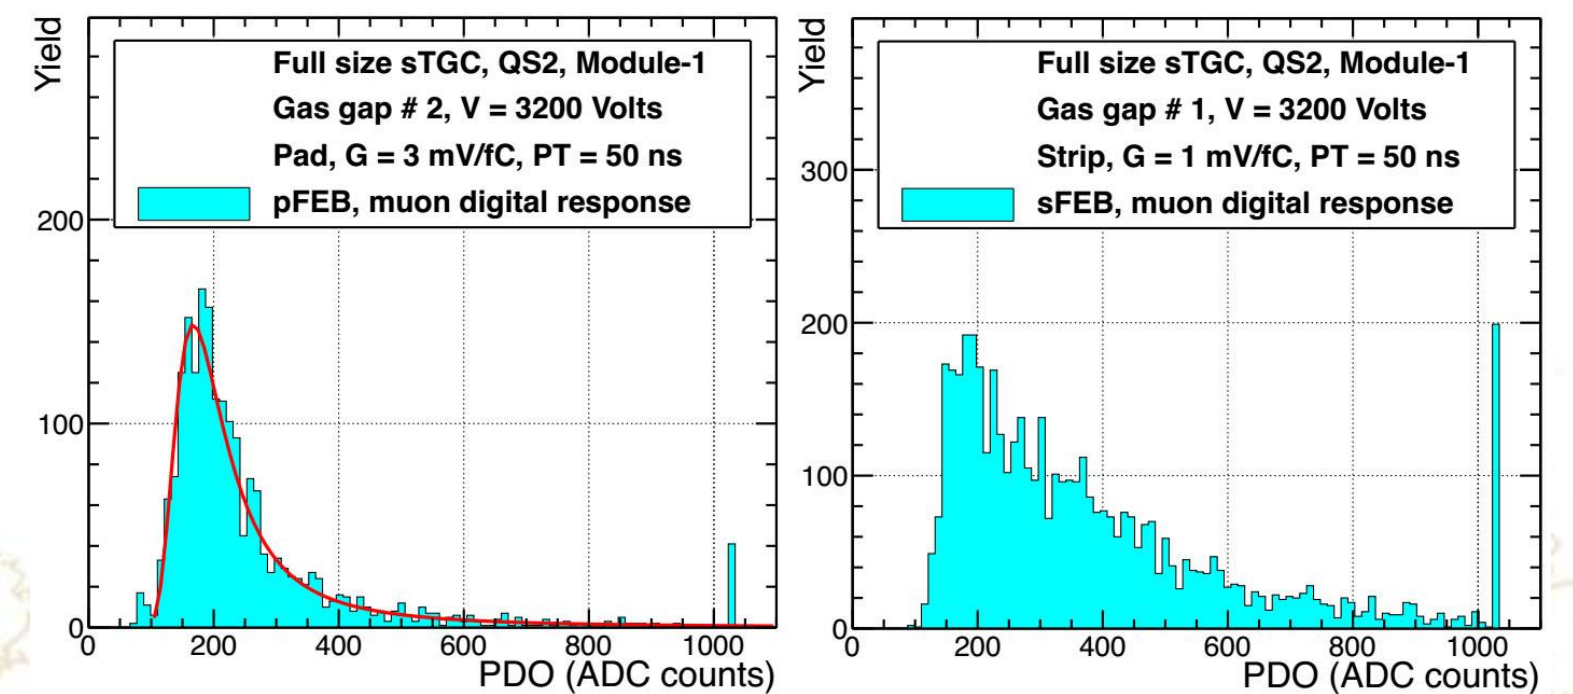 Yield
Full size sTGC, QS2, Module-1
Gas gap # 2, V = 3200 Volts
Pad, G = 3 mV/fC, PT = 50 ns
pFEB, muon digital response
200
100
0
0 200 400 600 800 1000
PDO (ADC counts)
Yield
Full size sTGC, QS2, Module-1
Gas gap # 1, V = 3200 Volts
Strip, G = 1 mV/fC, PT = 50 ns
sFEB, muon digital response
300
200
100
0
0 200 400 600 800 1000
PDO (ADC counts)